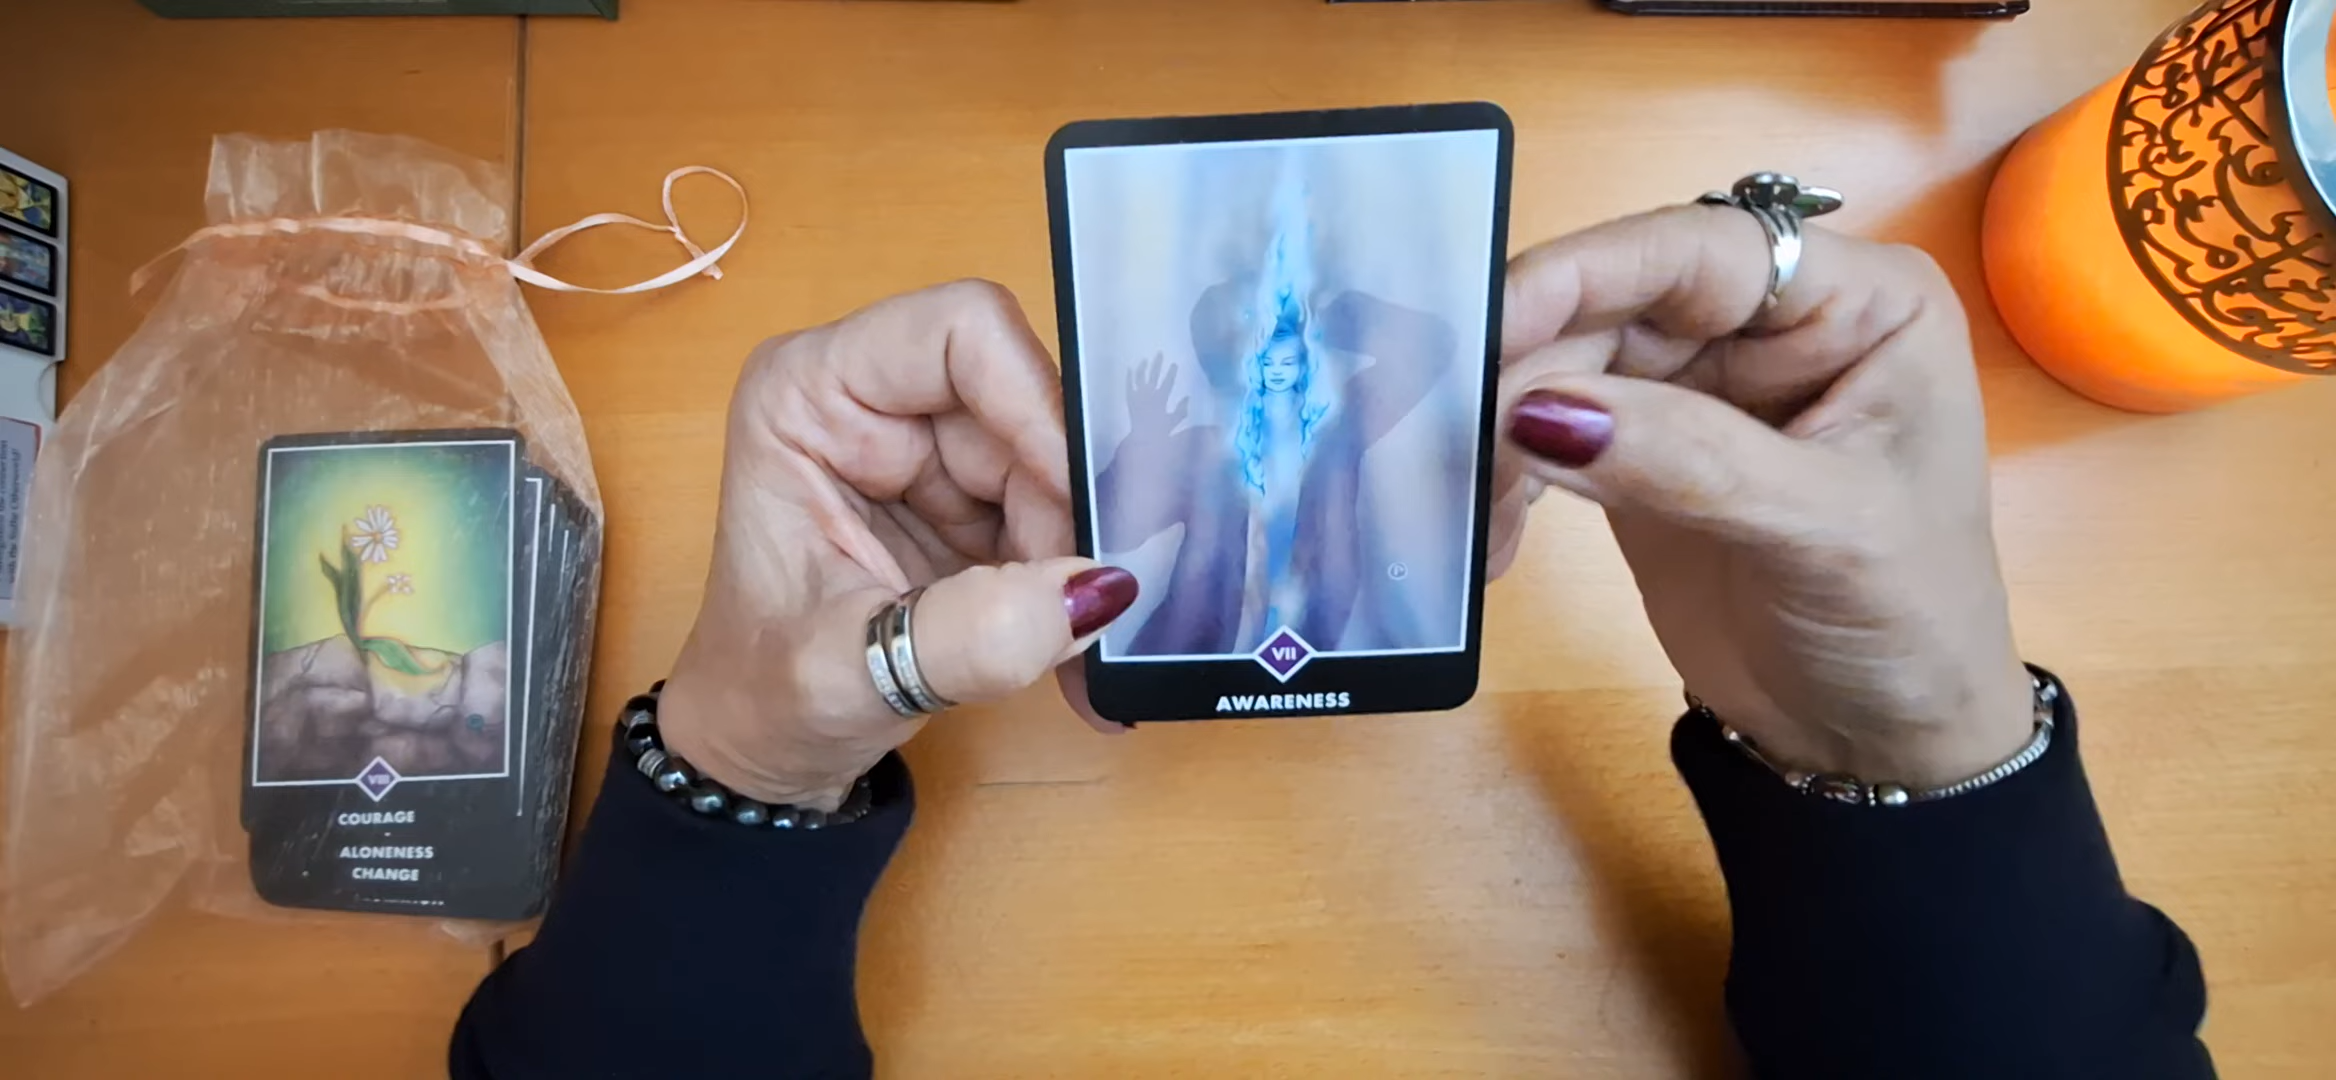 VII
AWARENESS
VIII
COURAGE
-
ALONENESS
CHANGE